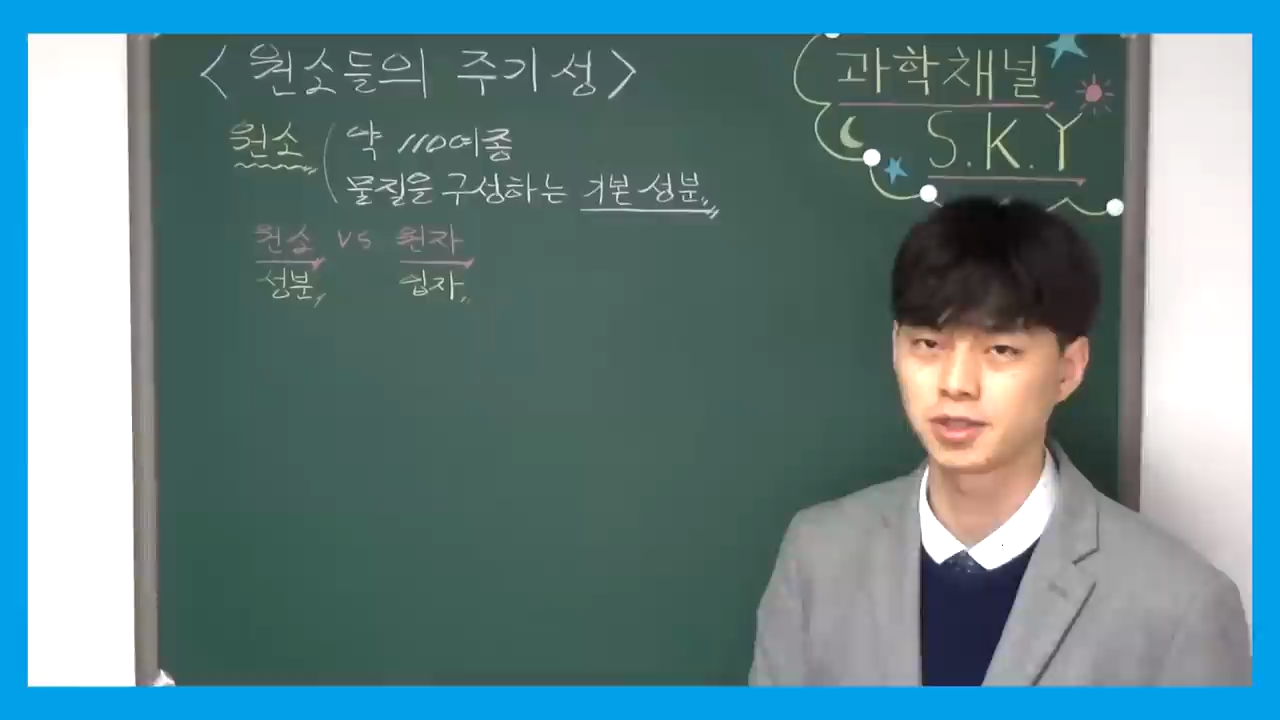 <원소들의 주기성>
원소 약 110여종
물질을 구성하는 기본 성분〃
원소 vs 원자
성분〃 입자〃
과학채널
S.K.Y